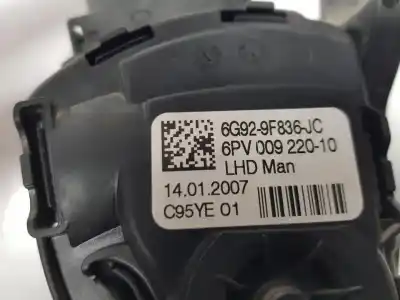 6G92-9F836-JC
6PV 009 220-10
LHD Man
14.01.2007
C95YE 01